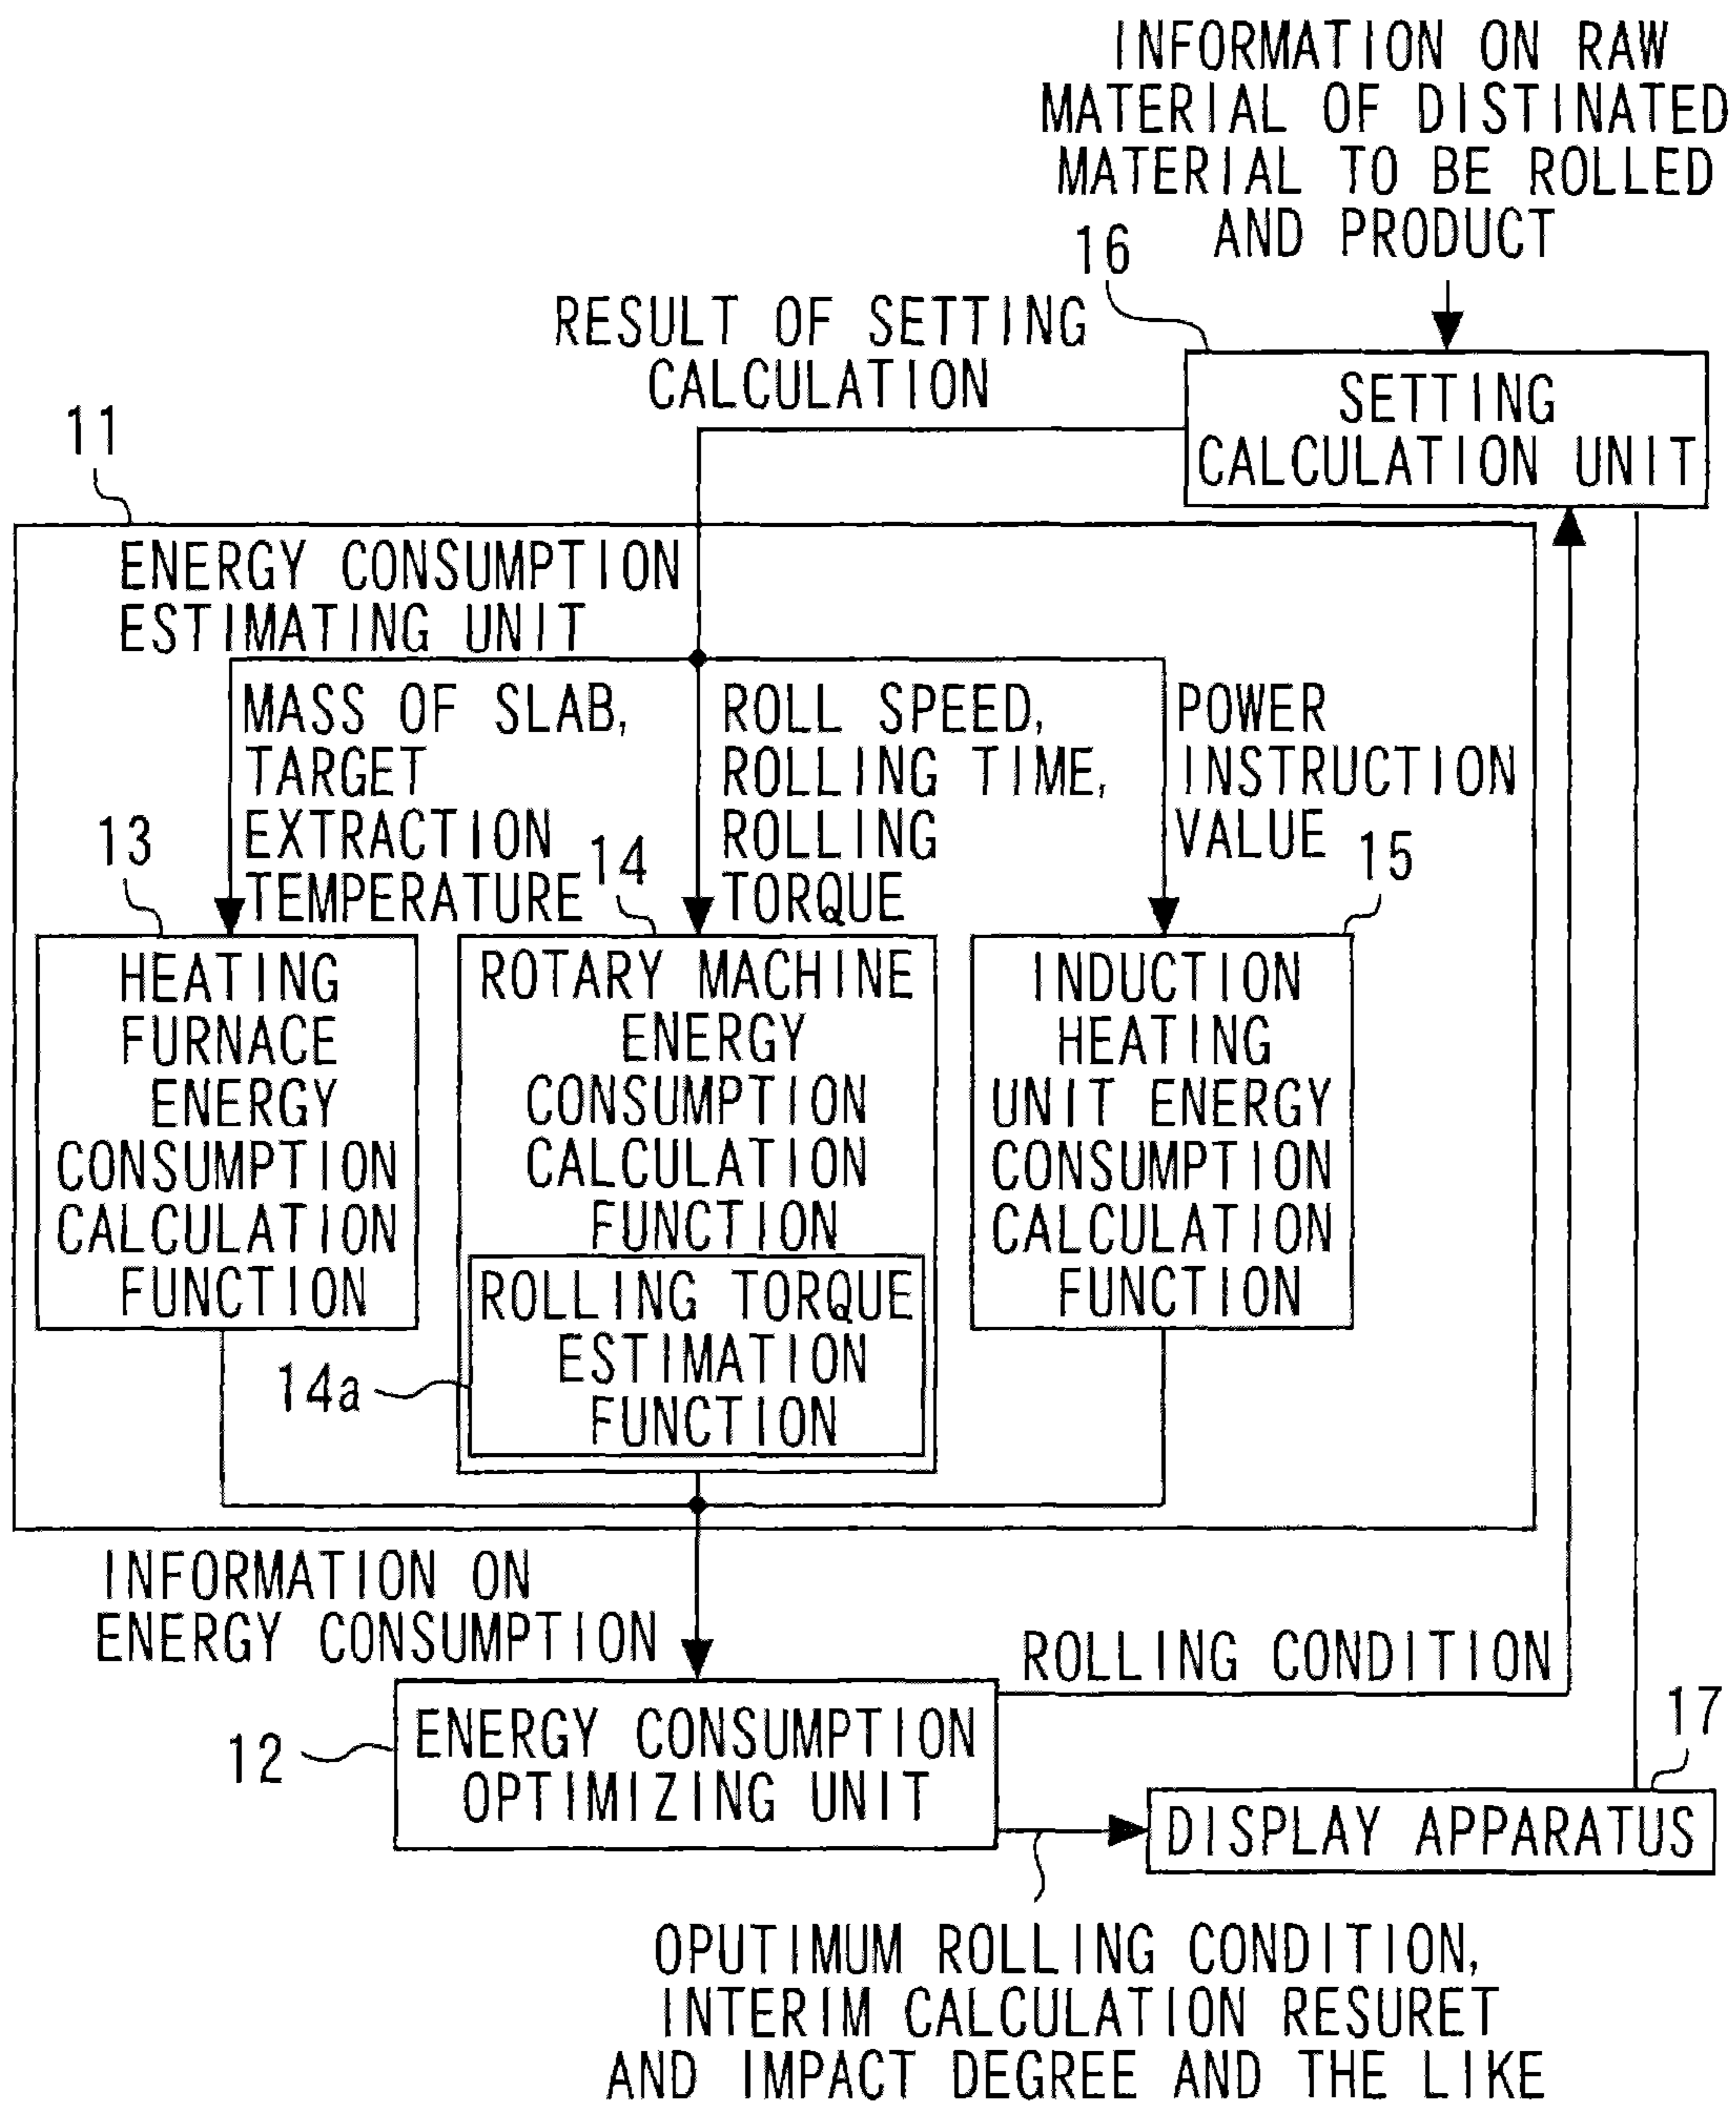 INFORMATION ON RAW
MATERIAL OF DISTINATED
MATERIAL TO BE ROLLED
AND PRODUCT
16
RESULT OF SETTING
CALCULATION
SETTING
CALCULATION UNIT
11
ENERGY CONSUMPTION
ESTIMATING UNIT
MASS OF SLAB,
TARGET
EXTRACTION
TEMPERATURE
ROLL SPEED,
ROLLING TIME,
ROLLING
TORQUE
POWER
INSTRUCTION
VALUE
13
HEATING
FURNACE
ENERGY
CONSUMPTION
CALCULATION
FUNCTION
14
ROTARY MACHINE
ENERGY
CONSUMPTION
CALCULATION
FUNCTION
ROLLING TORQUE
ESTIMATION
FUNCTION
14a
15
INDUCTION
HEATING
UNIT ENERGY
CONSUMPTION
CALCULATION
FUNCTION
INFORMATION ON
ENERGY CONSUMPTION
ROLLING CONDITION
12
ENERGY CONSUMPTION
OPTIMIZING UNIT
17
DISPLAY APPARATUS
OPUTIMUM ROLLING CONDITION,
INTERIM CALCULATION RESURET
AND IMPACT DEGREE AND THE LIKE